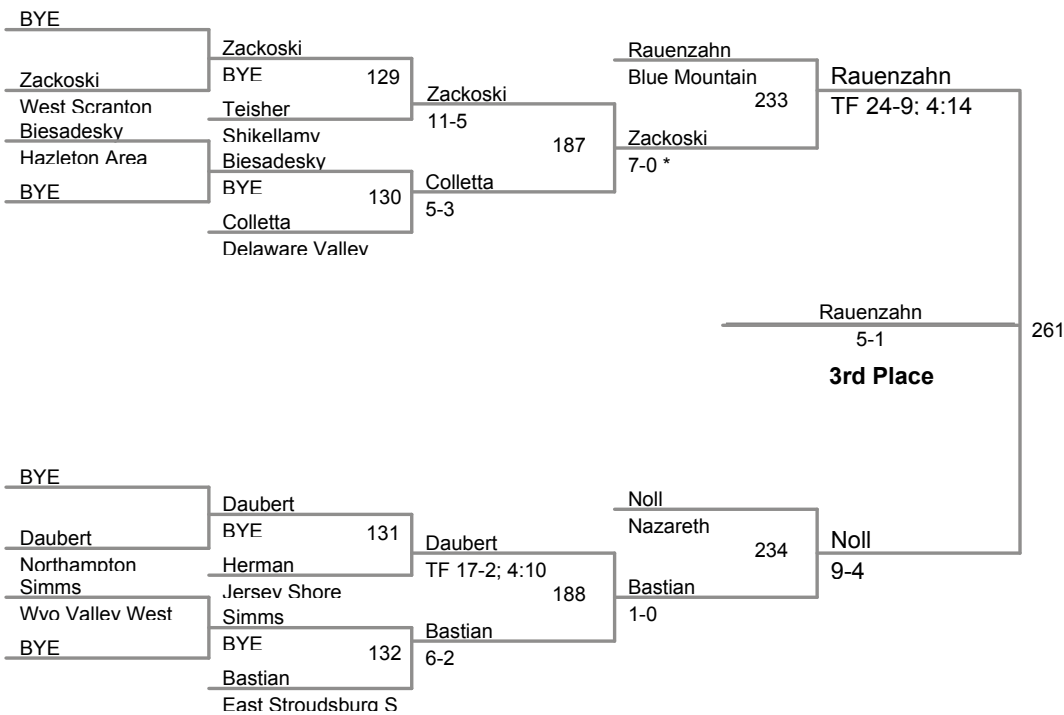 BYE
Zackoski
West Scranton
Biesadesky
Hazleton Area
BYE
Zackoski
BYE
129
Teisher
Shikellamy
Biesadesky
BYE
130
Colletta
Delaware Valley
Zackoski
11-5
187
Colletta
5-3
Rauenzahn
Blue Mountain
233
Zackoski
7-0 *
Rauenzahn
TF 24-9; 4:14
Rauenzahn
5-1
261
3rd Place
BYE
Daubert
Northampton
Simms
Wyo Valley West
BYE
Daubert
BYE
131
Herman
Jersey Shore
Simms
BYE
132
Bastian
East Stroudsburg S
Daubert
TF 17-2; 4:10
188
Bastian
6-2
Noll
Nazareth
234
Bastian
1-0
Noll
9-4